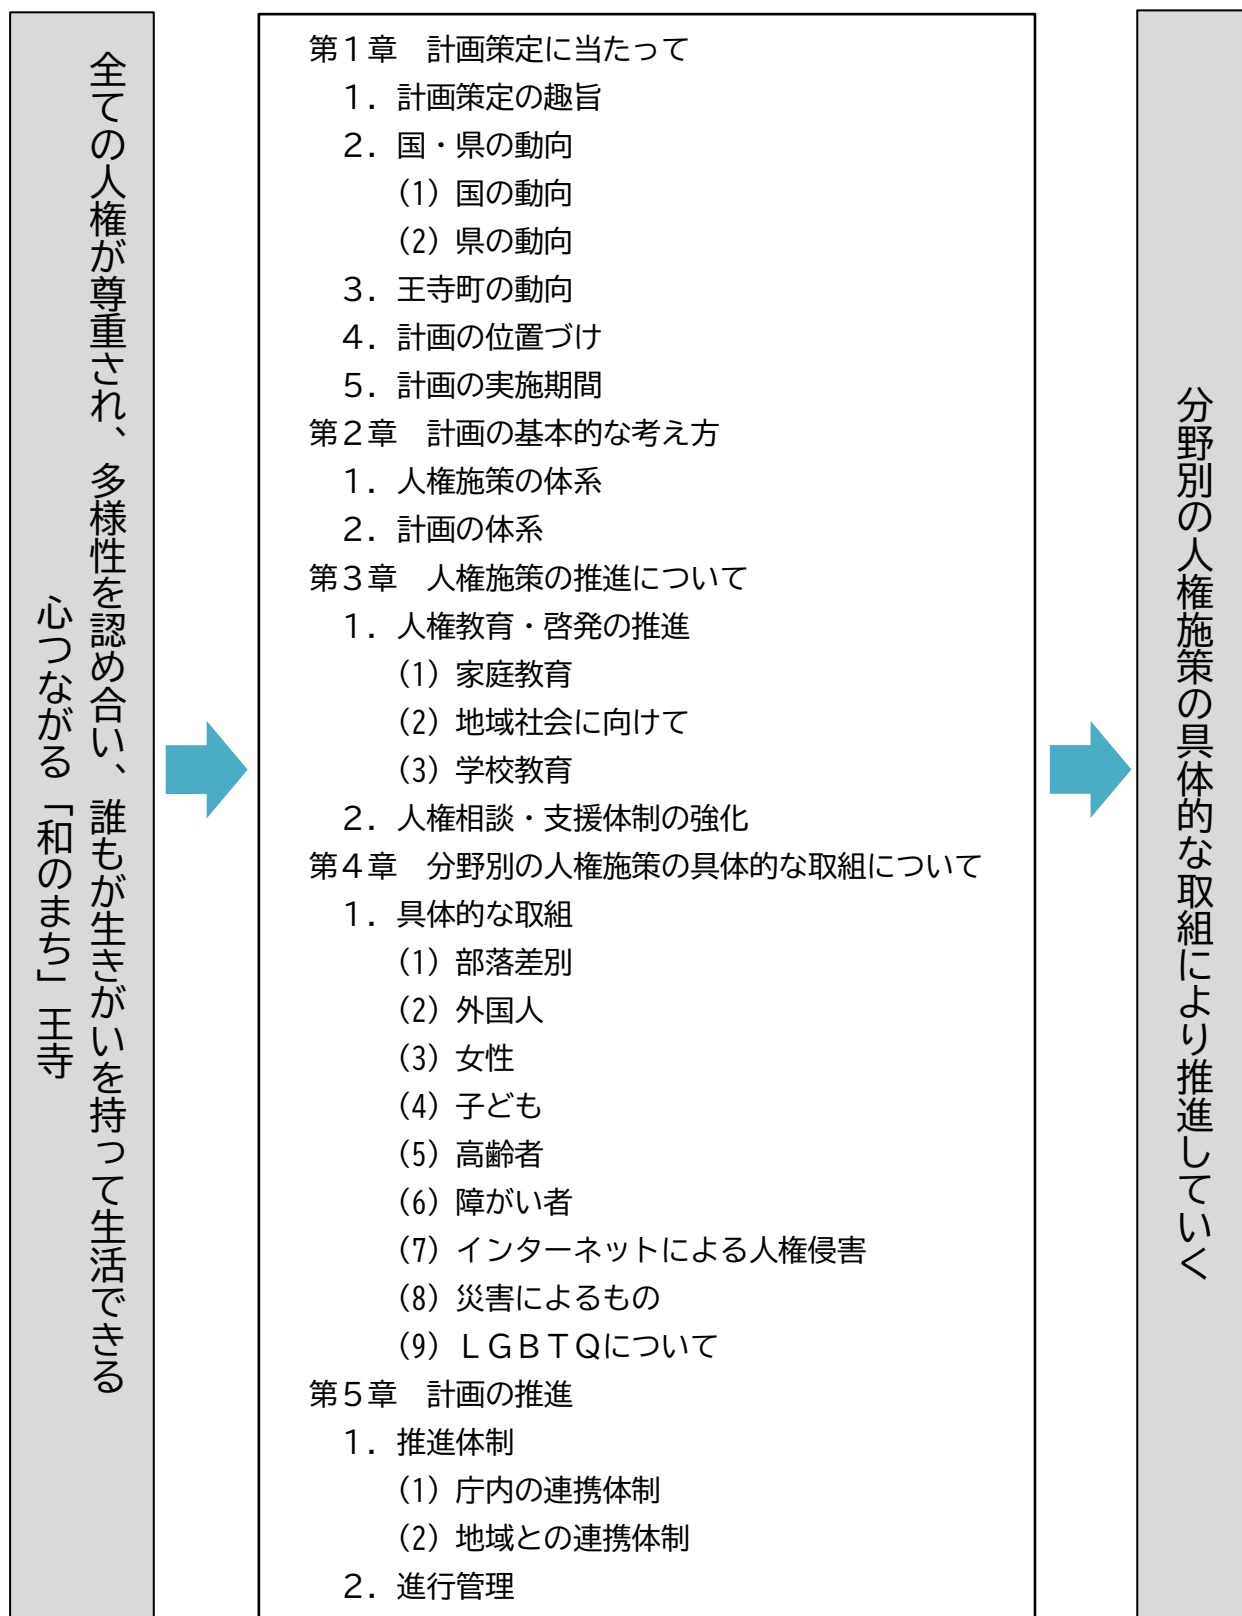 全ての人権が尊重され、多様性を認め合い、誰もが生きがいを持って生活できる
心つながる「和のまち」王寺
第１章　計画策定に当たって
１．計画策定の趣旨
２．国・県の動向
(1) 国の動向
(2) 県の動向
３．王寺町の動向
４．計画の位置づけ
５．計画の実施期間
第２章　計画の基本的な考え方
１．人権施策の体系
２．計画の体系
第３章　人権施策の推進について
１．人権教育・啓発の推進
(1) 家庭教育
(2) 地域社会に向けて
(3) 学校教育
２．人権相談・支援体制の強化
第４章　分野別の人権施策の具体的な取組について
１．具体的な取組
(1) 部落差別
(2) 外国人
(3) 女性
(4) 子ども
(5) 高齢者
(6) 障がい者
(7) インターネットによる人権侵害
(8) 災害によるもの
(9) ＬＧＢＴＱについて
第５章　計画の推進
１．推進体制
(1) 庁内の連携体制
(2) 地域との連携体制
２．進行管理
分野別の人権施策の具体的な取組により推進していく